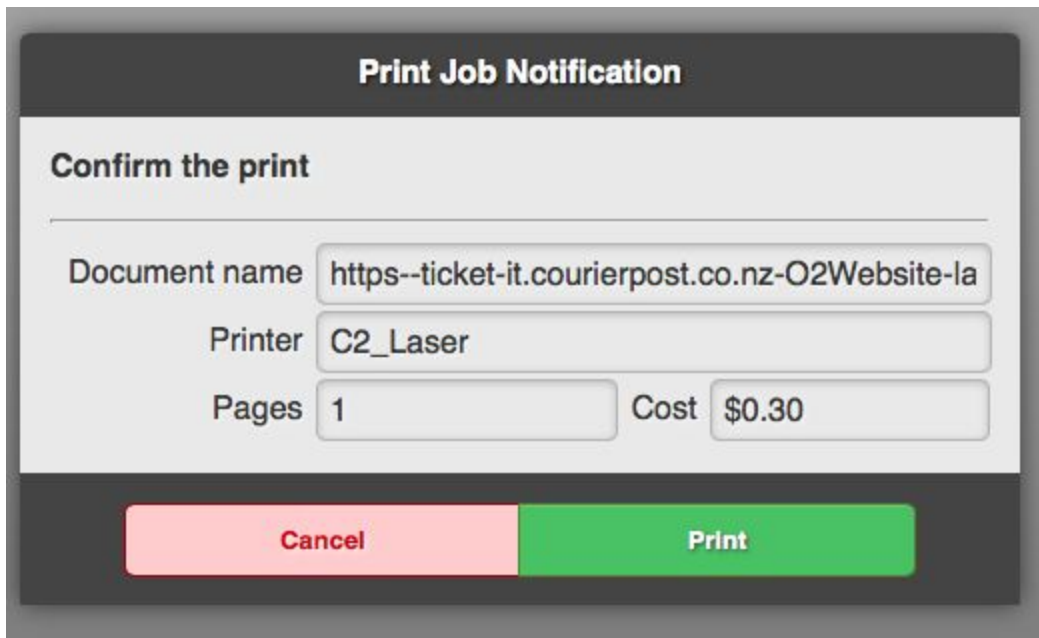 Print Job Notification
Confirm the print
Document name https--ticket-it.courierpost.co.nz-O2Website-la
Printer C2_Laser
Pages 1 Cost $0.30
Cancel Print